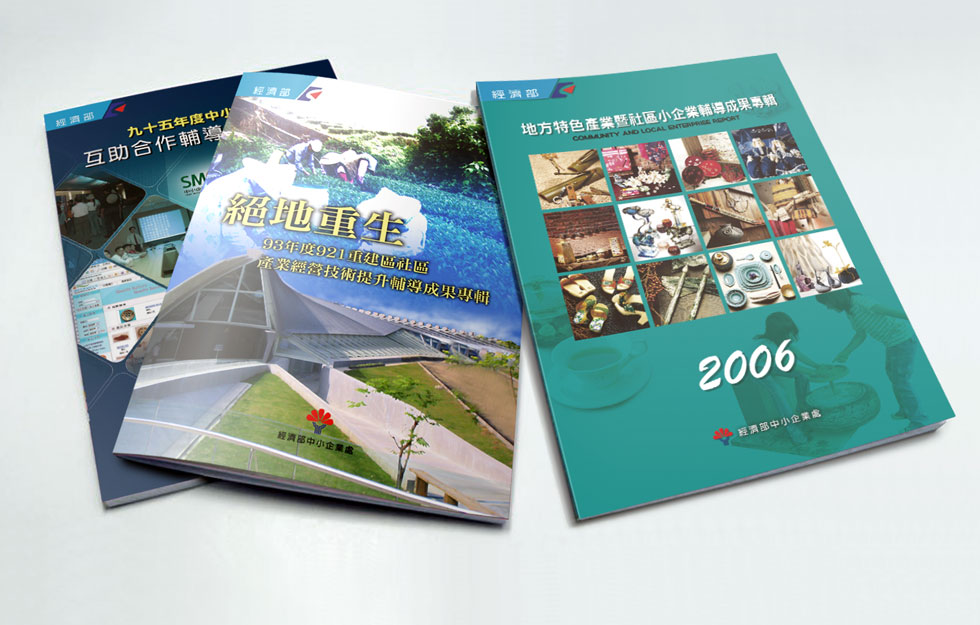 經濟部
九十五年度中小
互助合作輔導
SM
經濟部
絕地重生
93年度921重建區社區
產業經營技術提升輔導成果專輯
經濟部中小企業處
經濟部
地方特色產業暨社區小企業輔導成果專輯
COMMUNITY AND LOCAL ENTERPRISE REPORT
2006
經濟部中小企業處